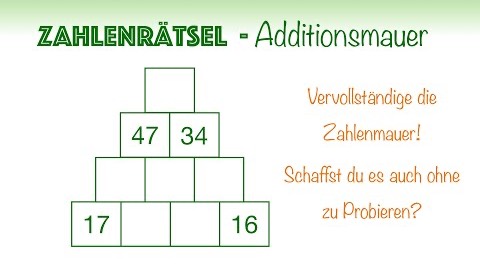 ZAHLENRÄTSEL - Additionsmauer
Vervollständige die
Zahlenmauer!
Schaffst du es auch ohne
zu Probieren?
47 34
17 16